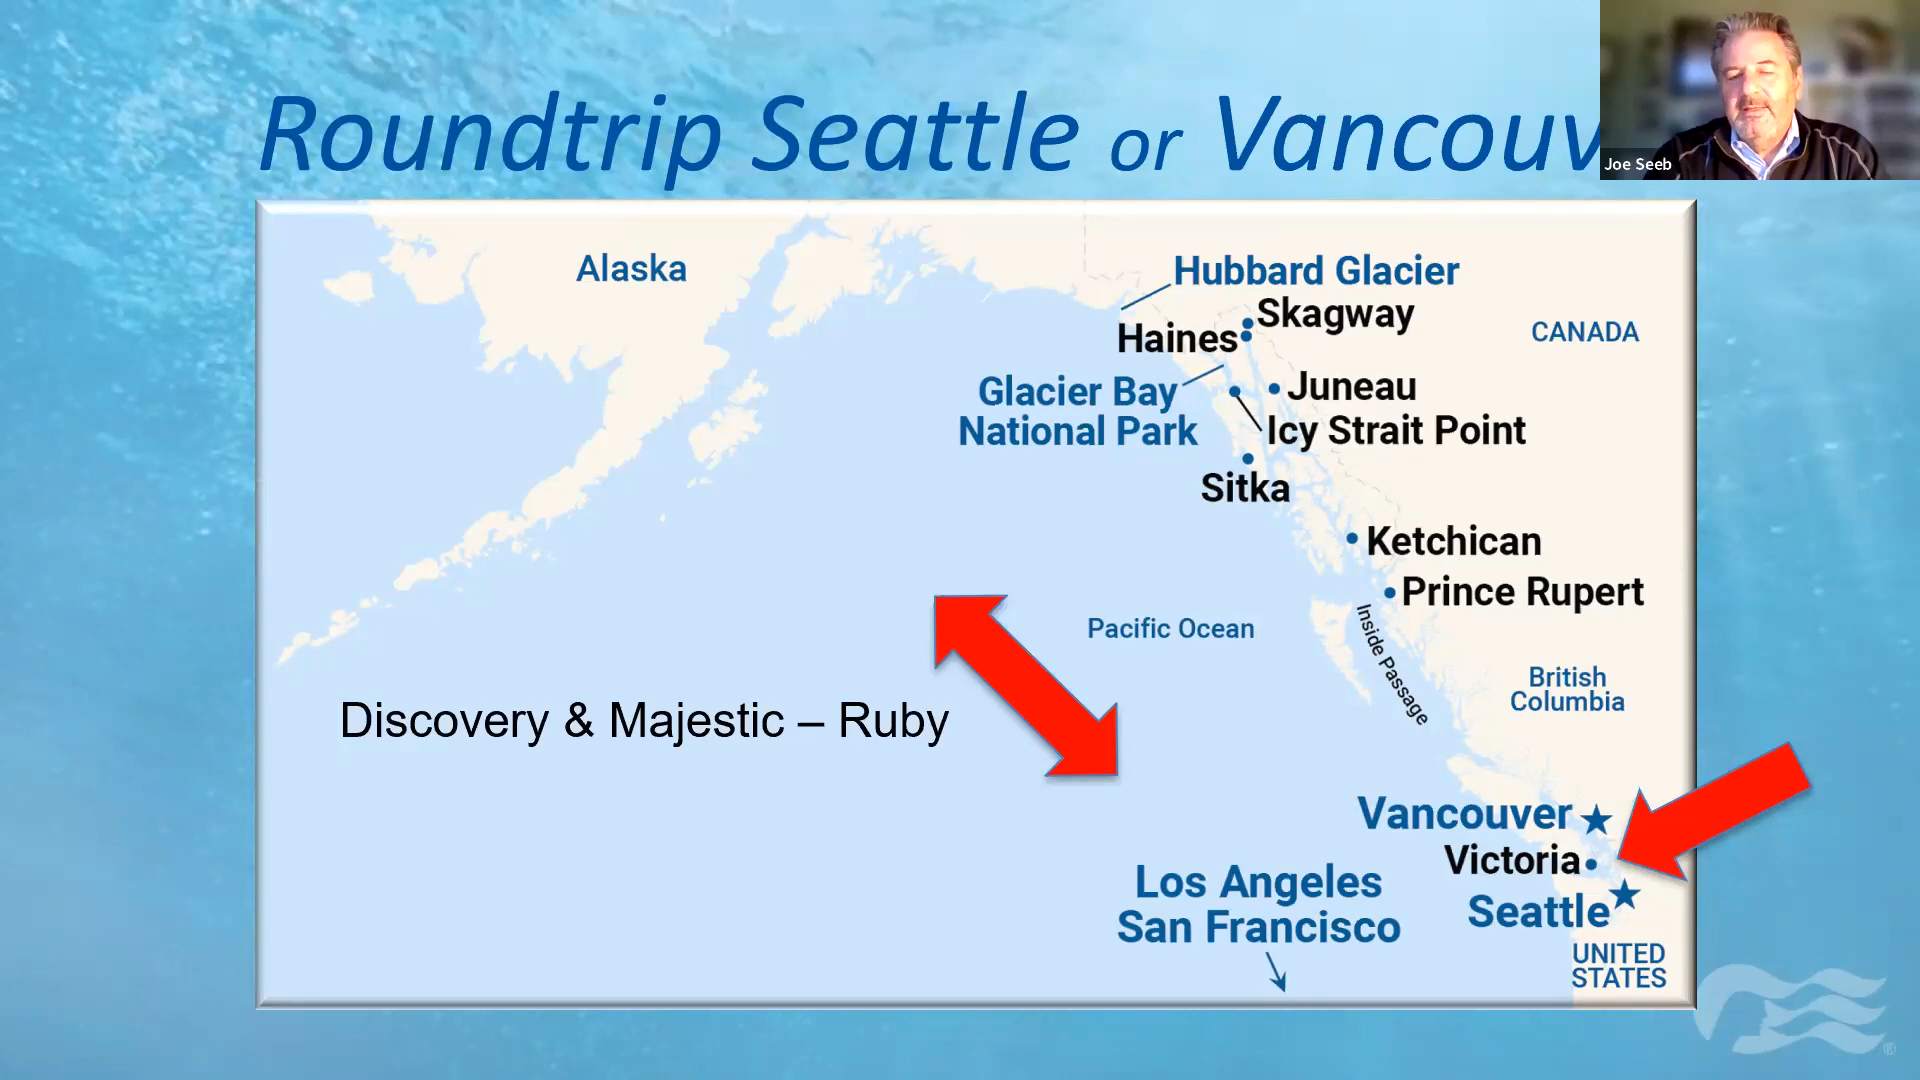 Roundtrip Seattle or Vancouv
Joe Seeb
Alaska
Hubbard Glacier
Skagway
Haines
CANADA
Glacier Bay
National Park
Juneau
Icy Strait Point
Sitka
Ketchican
Prince Rupert
Inside Passage
Pacific Ocean
British
Columbia
Discovery & Majestic – Ruby
Vancouver
Victoria
Los Angeles
San Francisco
Seattle
UNITED
STATES
®